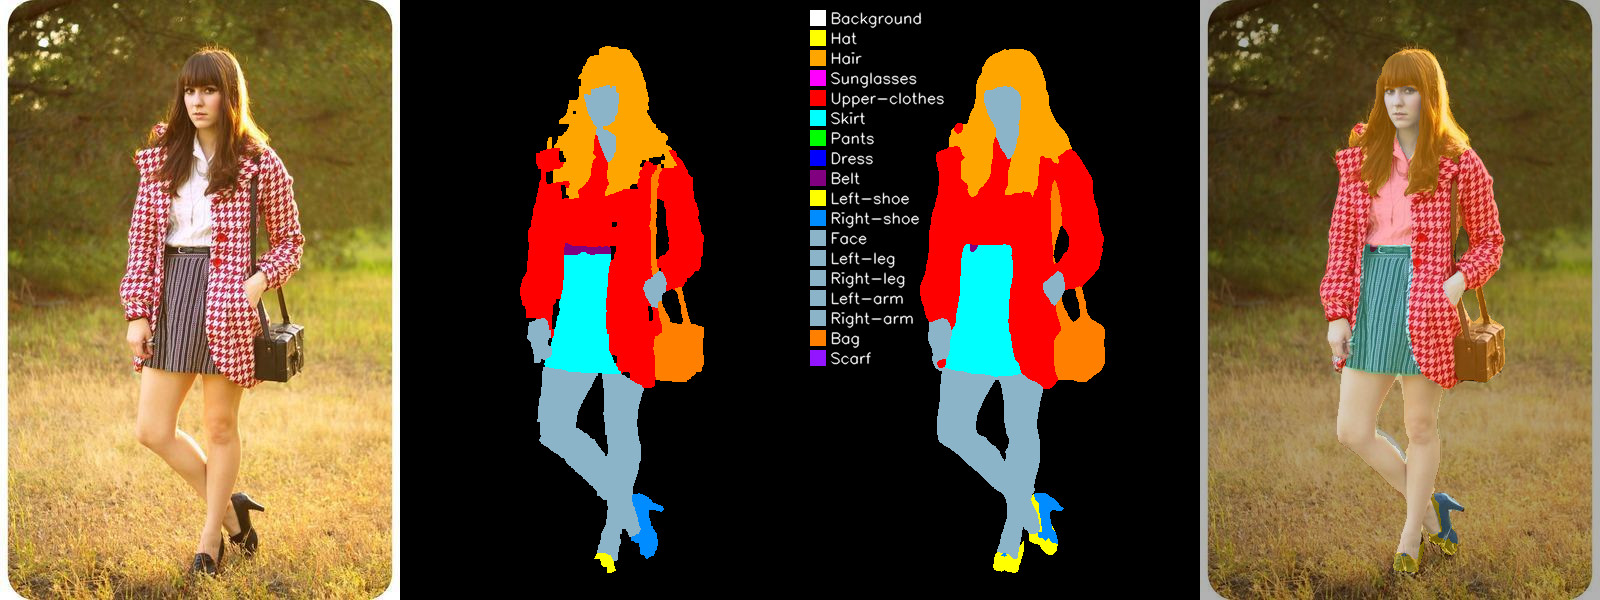 Background
Hat
Hair
Sunglasses
Upper-clothes
Skirt
Pants
Dress
Belt
Left-shoe
Right-shoe
Face
Left-leg
Right-leg
Left-arm
Right-arm
Bag
Scarf